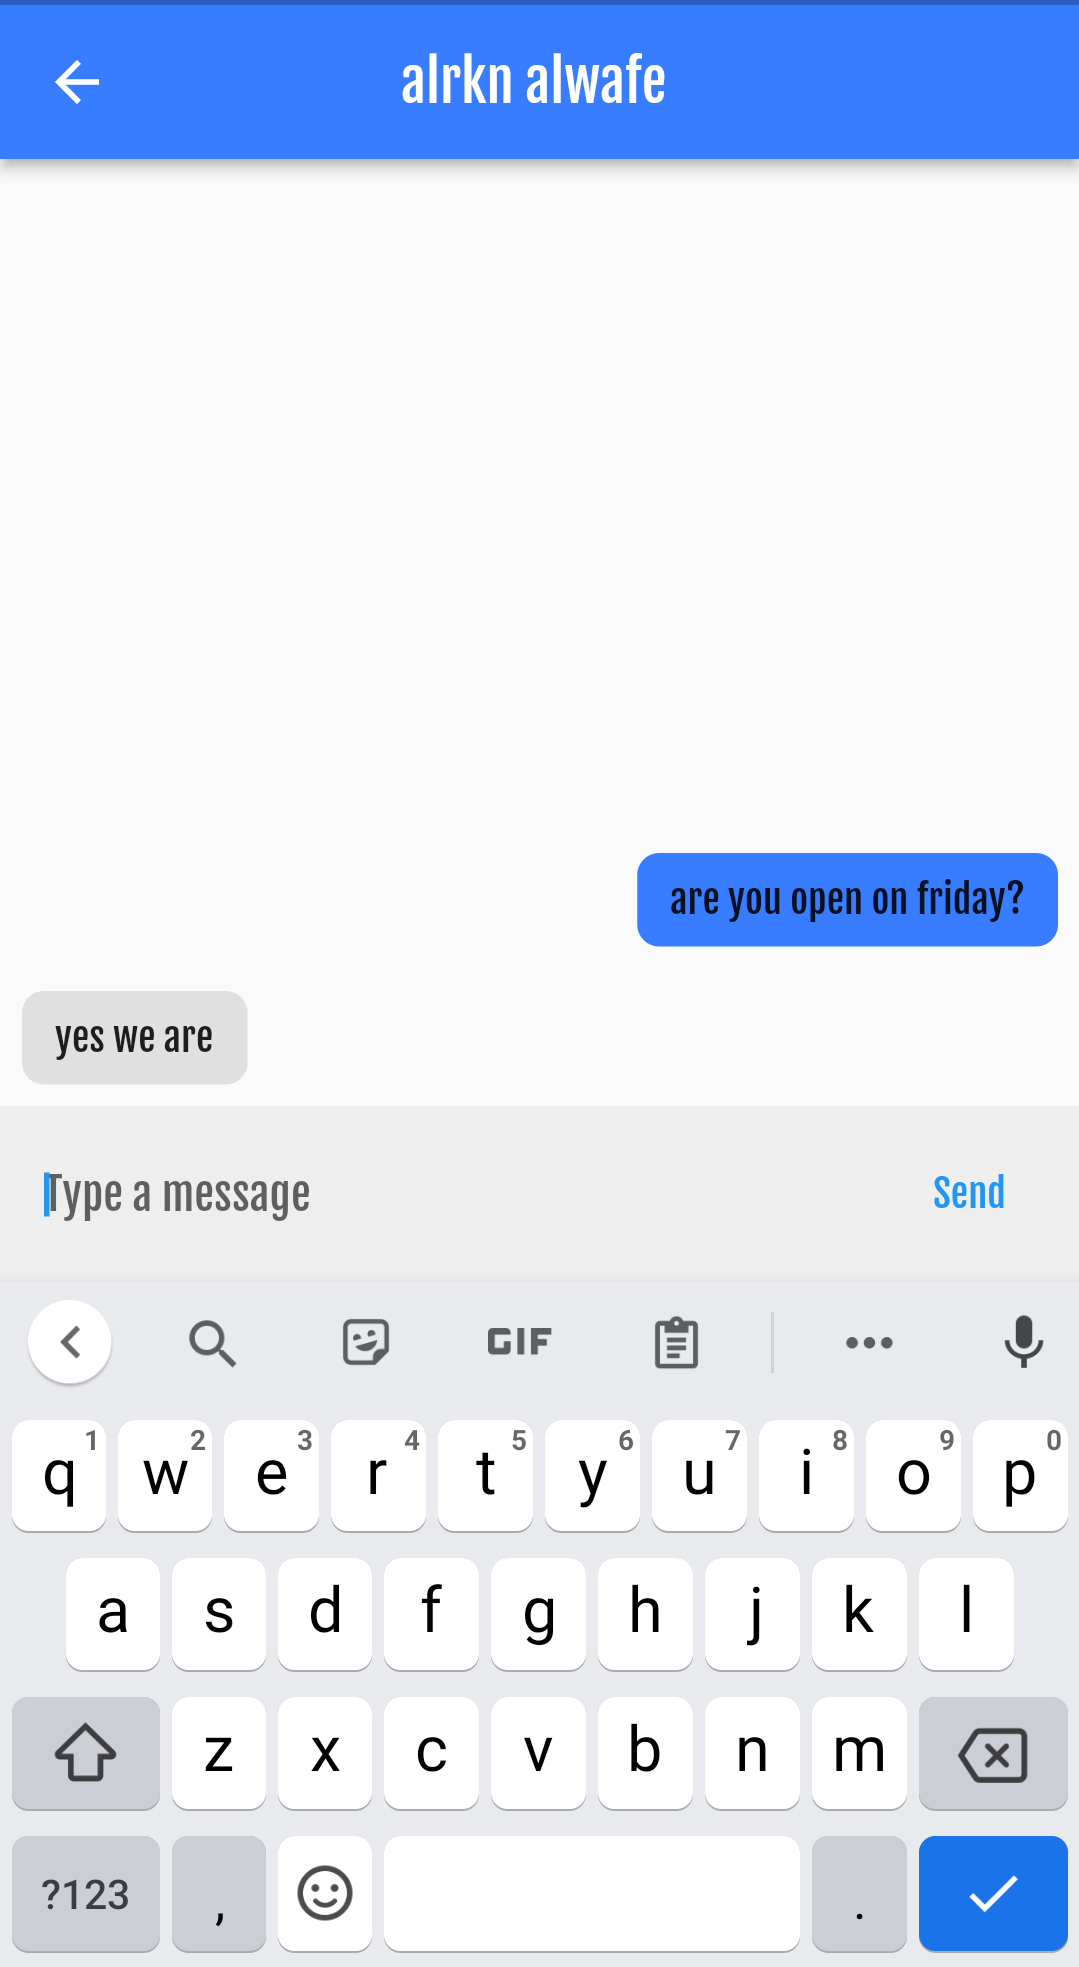 alrkn alwafe
are you open on friday?
yes we are
Type a message
Send
GIF
q 1 w 2 e 3 r 4 t 5 y 6 u 7 i 8 o 9 p 0
a s d f g h j k l
z x c v b n m
?123 , .